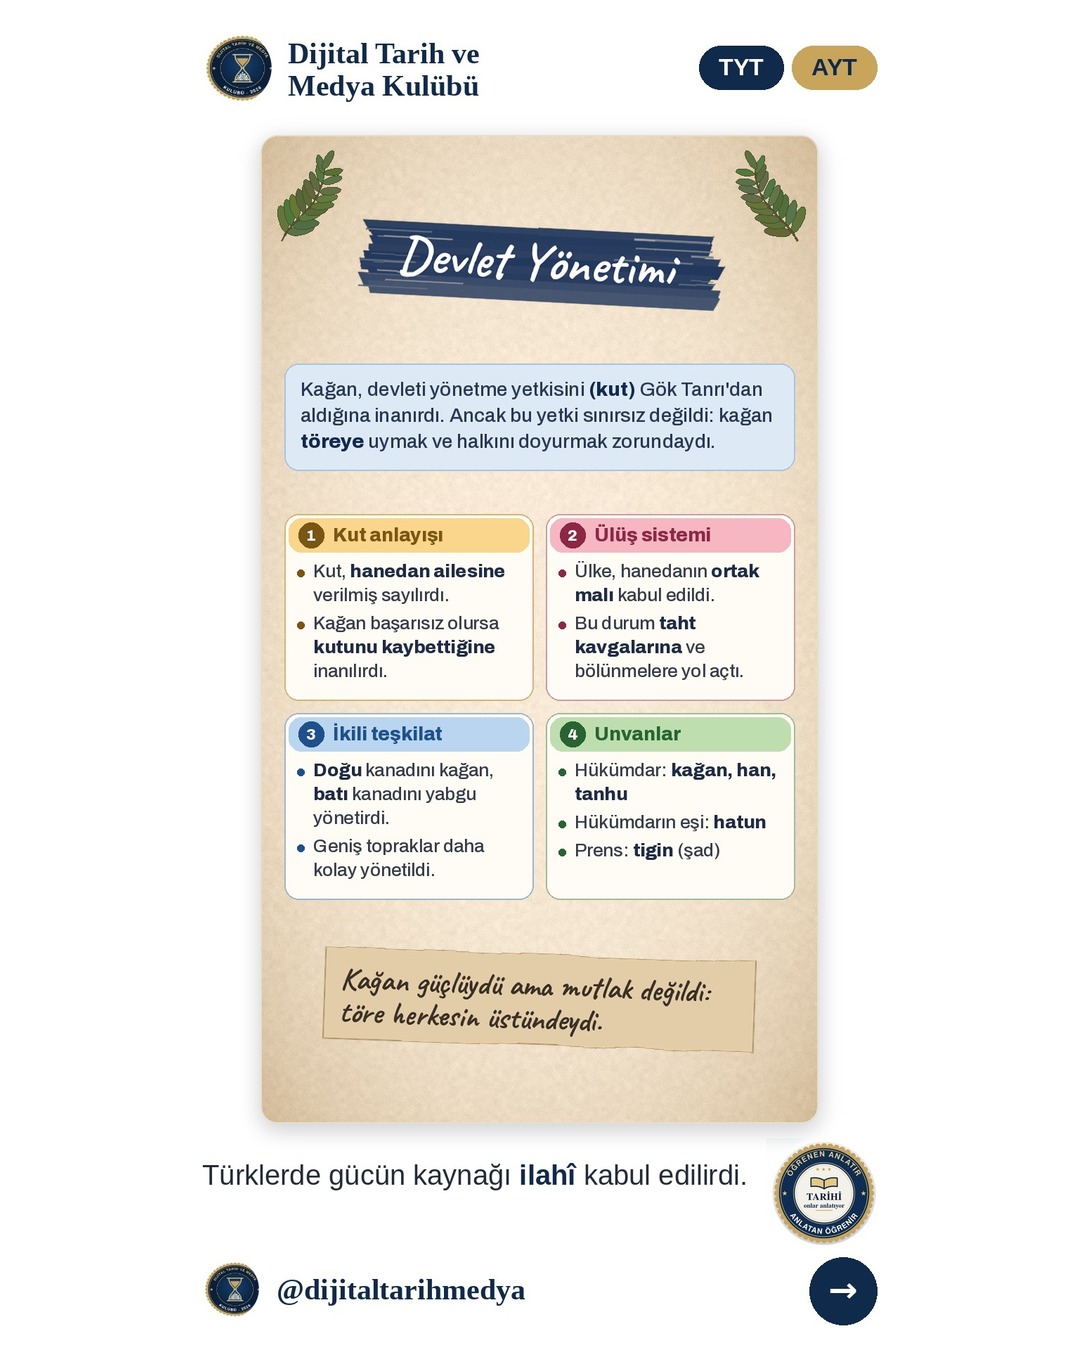 Dijital Tarih ve
Medya Kulübü
TYT
AYT
Devlet Yönetimi
Kağan, devleti yönetme yetkisini (kut) Gök Tanrı'dan
aldığına inanırdı. Ancak bu yetki sınırsız değildi: kağan
töreye uymak ve halkını doyurmak zorundaydı.
1 Kut anlayışı
Kut, hanedan ailesine
verilmiş sayılırdı.
Kağan başarısız olursa
kutunu kaybettiğine
inanılırdı.
2 Ülüş sistemi
Ülke, hanedanın ortak
malı kabul edildi.
Bu durum taht
kavgalarına ve
bölünmelere yol açtı.
3 İkili teşkilat
Doğu kanadını kağan,
batı kanadını yabgu
yönetirdi.
Geniş topraklar daha
kolay yönetildi.
4 Unvanlar
Hükümdar: kağan, han,
tanhu
Hükümdarın eşi: hatun
Prens: tigin (şad)
Kağan güçlüydü ama mutlak değildi:
töre herkesin üstündeydi.
Türklerde gücün kaynağı ilahî kabul edilirdi.
ÖĞRENEN ANLATIR
TARİHİ
onlar anlatıyor
ANLATAN ÖĞRENİR
@dijitaltarihmedya